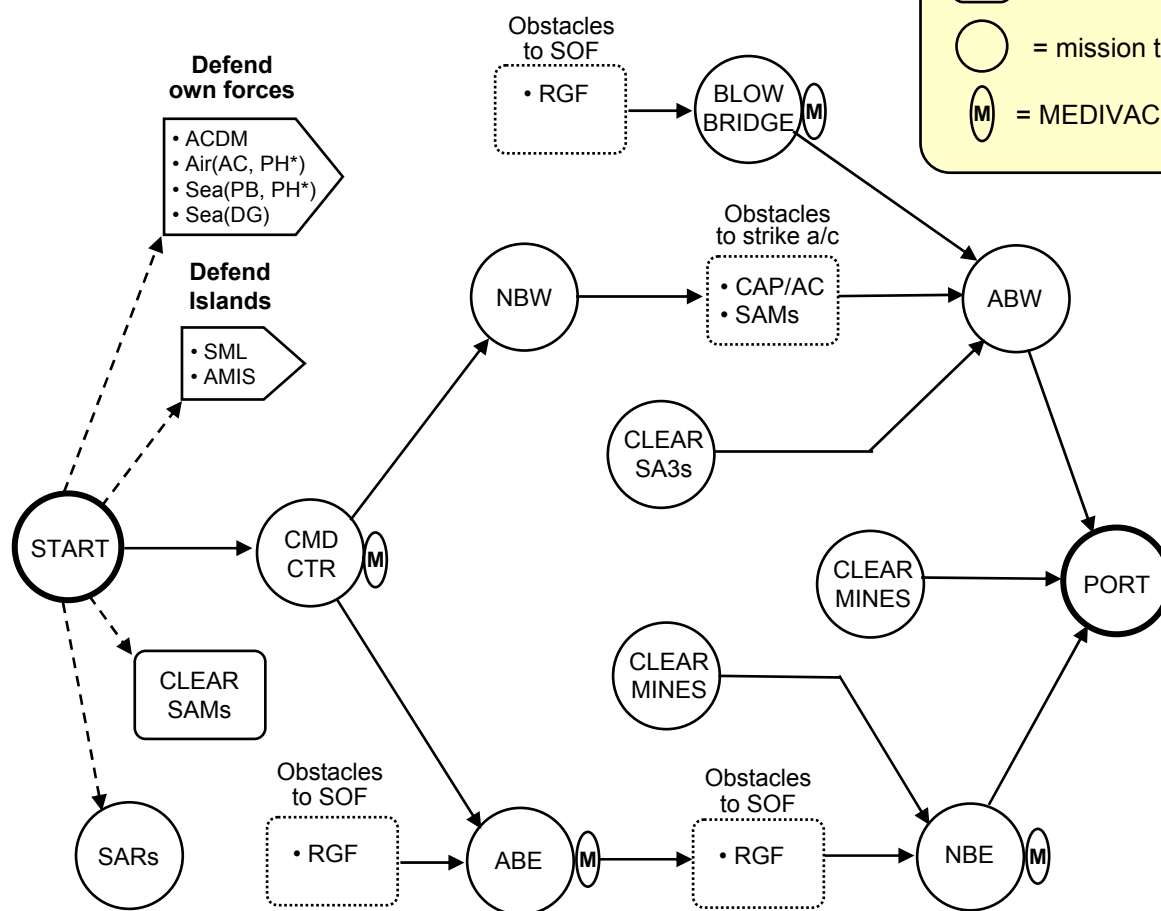 = mission t
M = MEDIVAC
Obstacles
to SOF
• RGF
BLOW
BRIDGE
M
Defend
own forces
• ACDM
• Air(AC, PH*)
• Sea(PB, PH*)
• Sea(DG)
Defend
Islands
• SML
• AMIS
NBW
Obstacles
to strike a/c
• CAP/AC
• SAMs
ABW
CLEAR
SA3s
START
CMD
CTR
M
CLEAR
MINES
PORT
CLEAR
MINES
CLEAR
SAMs
SARs
Obstacles
to SOF
• RGF
ABE
M
Obstacles
to SOF
• RGF
NBE
M